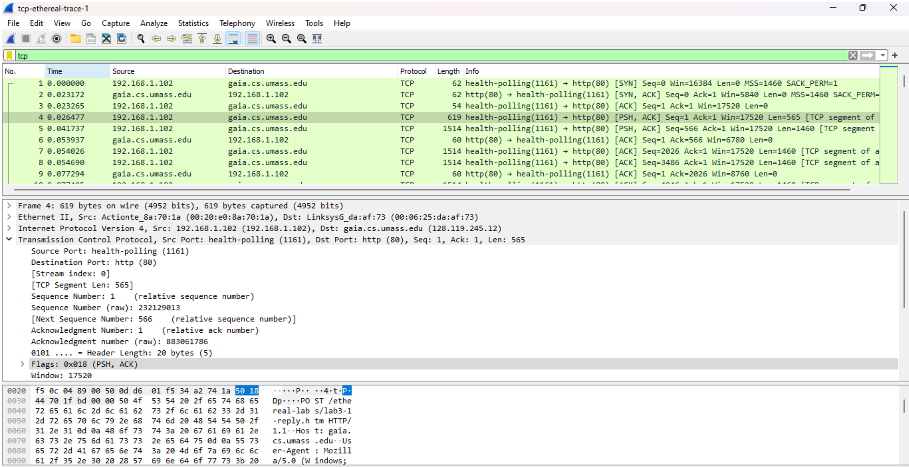 tcp-ethereal-trace-1
File Edit View Go Capture Analyze Statistics Telephony Wireless Tools Help
tcp
No. Time Source Destination Protocol Length Info
1 0.000000 192.168.1.102 gaia.cs.umass.edu TCP 62 health-polling(1161) → http(80) [SYN] Seq=0 Win=16384 Len=0 MSS=1460 SACK_PERM=1
2 0.023172 gaia.cs.umass.edu 192.168.1.102 TCP 62 http(80) → health-polling(1161) [SYN, ACK] Seq=0 Ack=1 Win=5840 Len=0 MSS=1460 SACK_PERM=
3 0.023265 192.168.1.102 gaia.cs.umass.edu TCP 54 health-polling(1161) → http(80) [ACK] Seq=1 Ack=1 Win=17520 Len=0
4 0.026477 192.168.1.102 gaia.cs.umass.edu TCP 619 health-polling(1161) → http(80) [PSH, ACK] Seq=1 Ack=1 Win=17520 Len=565 [TCP segment of
5 0.041737 192.168.1.102 gaia.cs.umass.edu TCP 1514 health-polling(1161) → http(80) [PSH, ACK] Seq=566 Ack=1 Win=17520 Len=1460 [TCP segment
6 0.053937 gaia.cs.umass.edu 192.168.1.102 TCP 60 http(80) → health-polling(1161) [ACK] Seq=1 Ack=566 Win=6780 Len=0
7 0.054026 192.168.1.102 gaia.cs.umass.edu TCP 1514 health-polling(1161) → http(80) [ACK] Seq=2026 Ack=1 Win=17520 Len=1460 [TCP segment of a
8 0.054690 192.168.1.102 gaia.cs.umass.edu TCP 1514 health-polling(1161) → http(80) [ACK] Seq=3486 Ack=1 Win=17520 Len=1460 [TCP segment of a
9 0.077294 gaia.cs.umass.edu 192.168.1.102 TCP 60 http(80) → health-polling(1161) [ACK] Seq=1 Ack=2026 Win=8760 Len=0
Frame 4: 619 bytes on wire (4952 bits), 619 bytes captured (4952 bits)
Ethernet II, Src: Actionte_8a:70:1a (00:20:e0:8a:70:1a), Dst: LinksysG_da:af:73 (00:06:25:da:af:73)
Internet Protocol Version 4, Src: 192.168.1.102 (192.168.1.102), Dst: gaia.cs.umass.edu (128.119.245.12)
Transmission Control Protocol, Src Port: health-polling (1161), Dst Port: http (80), Seq: 1, Ack: 1, Len: 565
Source Port: health-polling (1161)
Destination Port: http (80)
[Stream index: 0]
[TCP Segment Len: 565]
Sequence Number: 1 (relative sequence number)
Sequence Number (raw): 232129013
[Next Sequence Number: 566 (relative sequence number)]
Acknowledgment Number: 1 (relative ack number)
Acknowledgment number (raw): 883061786
0101 .... = Header Length: 20 bytes (5)
Flags: 0x018 (PSH, ACK)
Window: 17520
0020 f5 0c 04 89 00 50 0d d6 01 f5 34 a2 74 1a 50 18 ·····P·· ··4·t·P·
0030 44 70 1f bd 00 00 50 4f 53 54 20 2f 65 74 68 65 Dp····PO ST /ethe
0040 72 65 61 6c 2d 6c 61 62 73 2f 6c 61 62 33 2d 31 real-lab s/lab3-1
0050 2d 72 65 70 6c 79 2e 68 74 6d 20 48 54 54 50 2f -reply.h tm HTTP/
0060 31 2e 31 0d 0a 48 6f 73 74 3a 20 67 61 69 61 2e 1.1··Hos t: gaia.
0070 63 73 2e 75 6d 61 73 73 2e 65 64 75 0d 0a 55 73 cs.umass .edu··Us
0080 65 72 2d 41 67 65 6e 74 3a 20 4d 6f 7a 69 6c 6c er-Agent : Mozill
0090 61 2f 35 2e 30 20 28 57 69 6e 64 6f 77 73 3b 20 a/5.0 (W indows;